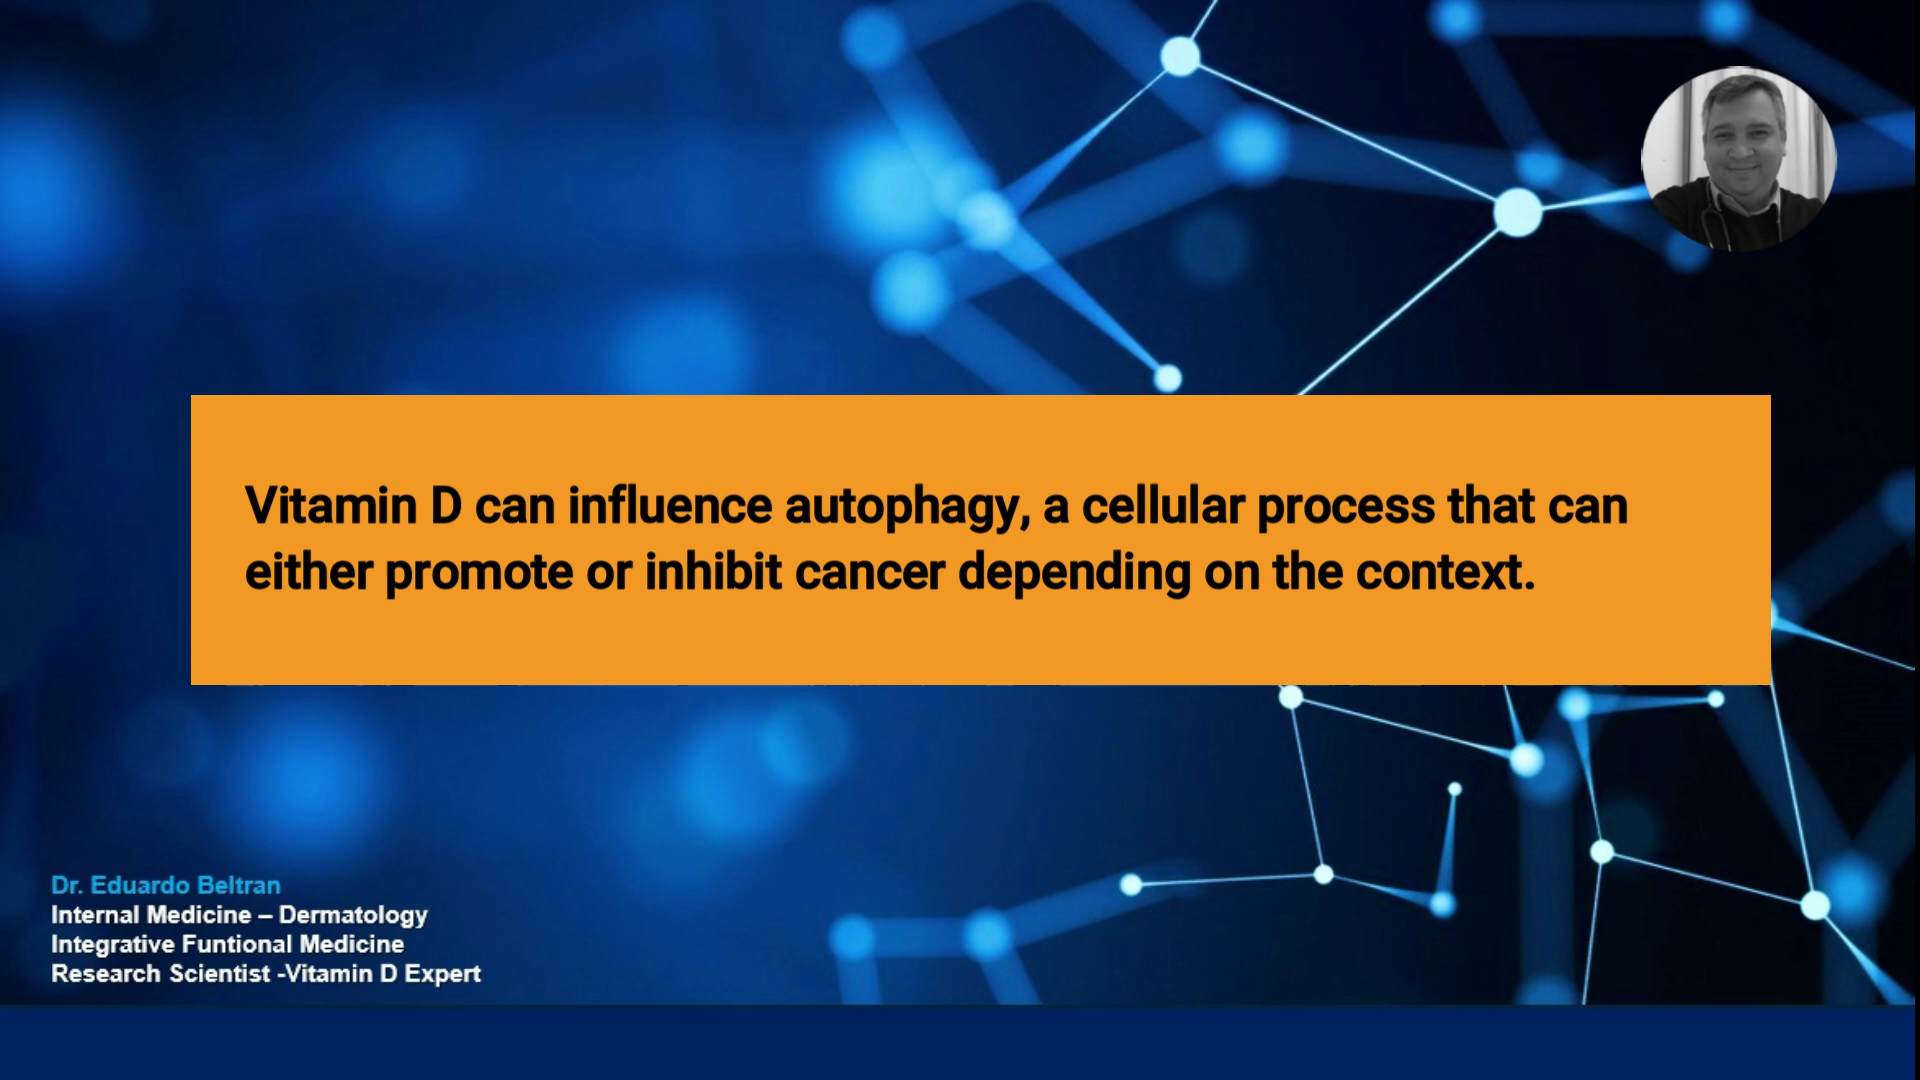 Vitamin D can influence autophagy, a cellular process that can
either promote or inhibit cancer depending on the context.
Dr. Eduardo Beltran
Internal Medicine – Dermatology
Integrative Funtional Medicine
Research Scientist -Vitamin D Expert